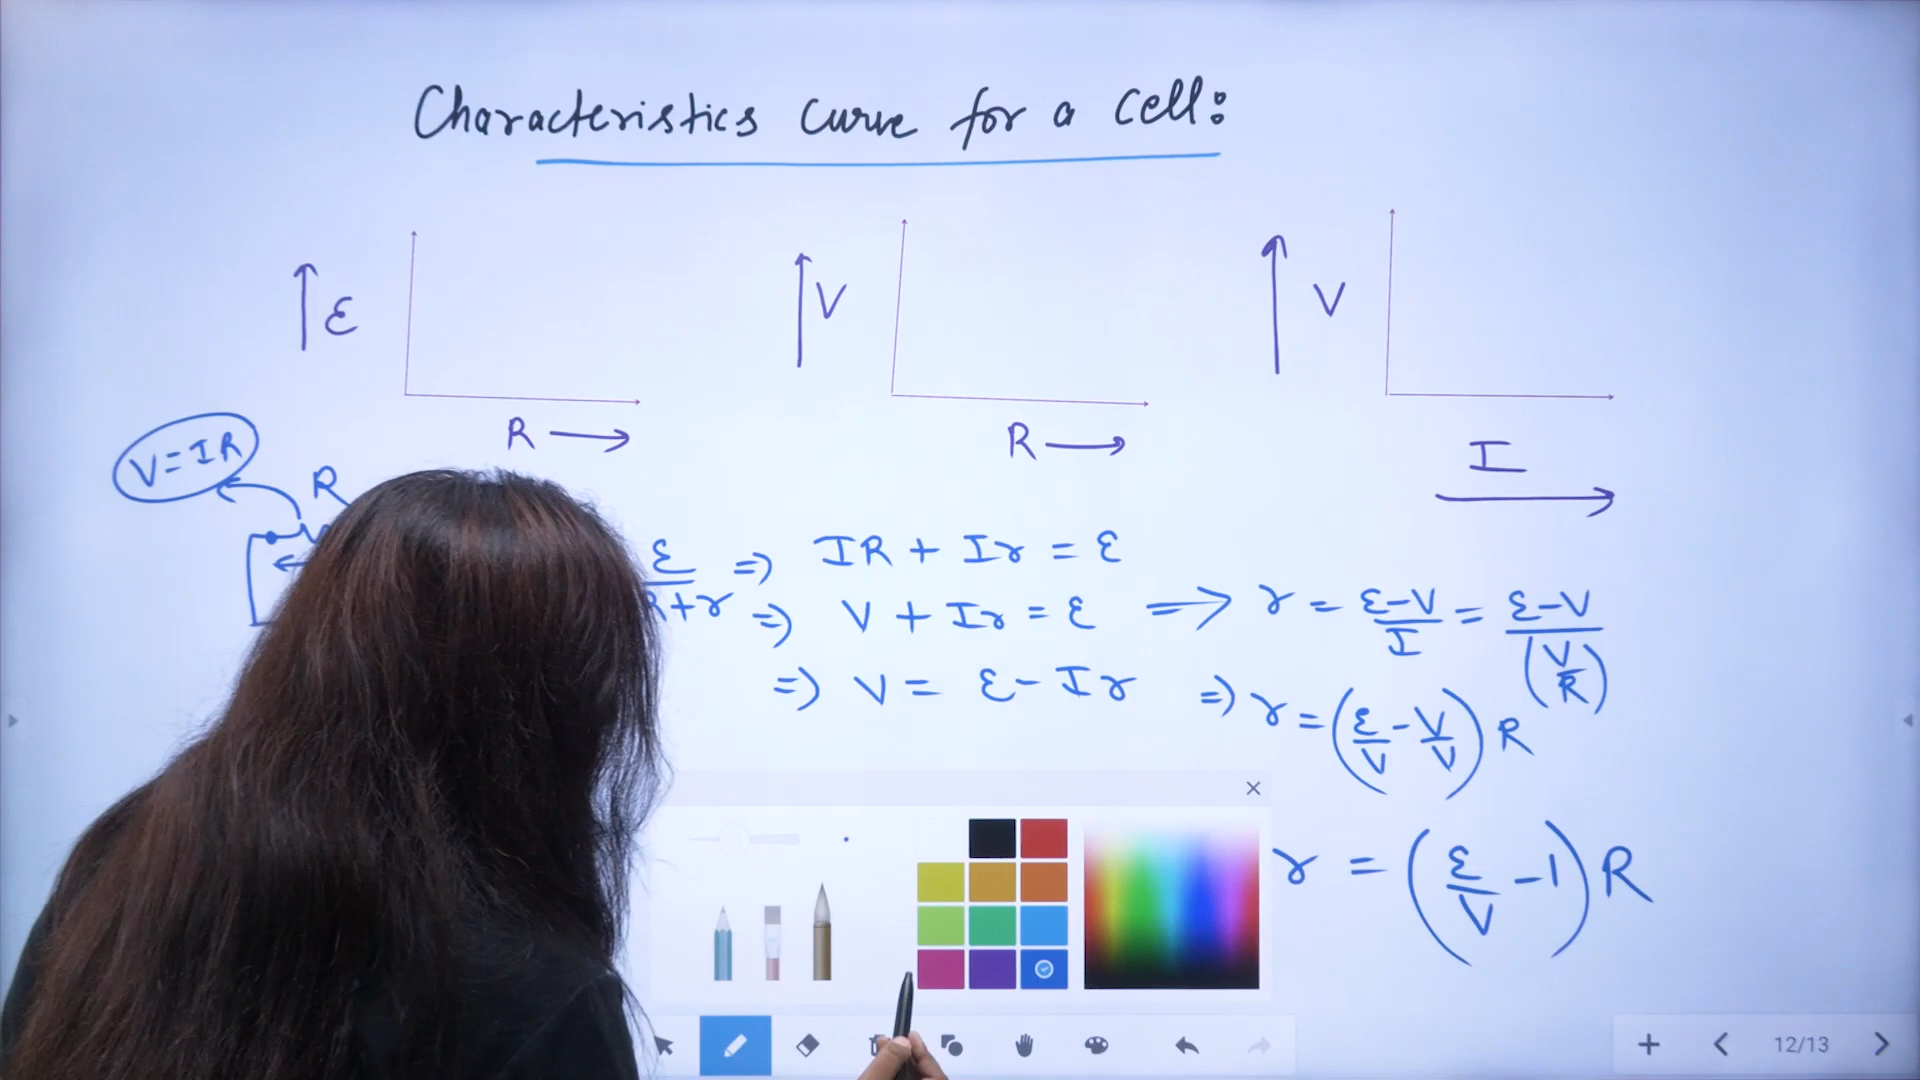 Characteristics curve for a cell:
ε
V
V
R
R
I
V = IR
R
ε/R+r => IR + Ir = ε
=> V + Ir = ε => r = ε-V/I = ε-V/(V/R)
=> V = ε - Ir => r = (ε/V - V/V) R
r = (ε/V - 1) R
12/13